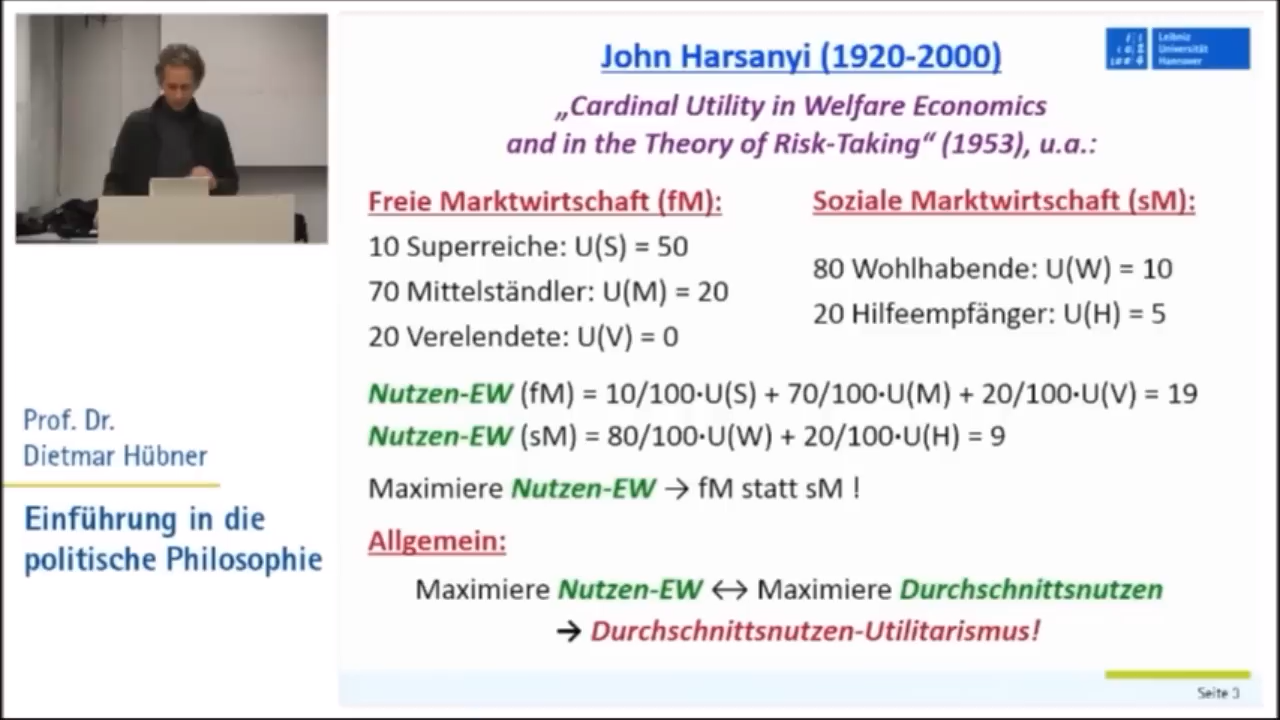 John Harsanyi (1920-2000)
Leibniz
Universität
Hannover
„Cardinal Utility in Welfare Economics
and in the Theory of Risk-Taking“ (1953), u.a.:
Freie Marktwirtschaft (fM):
10 Superreiche: U(S) = 50
70 Mittelständler: U(M) = 20
20 Verelendete: U(V) = 0
Soziale Marktwirtschaft (sM):
80 Wohlhabende: U(W) = 10
20 Hilfeempfänger: U(H) = 5
Nutzen-EW (fM) = 10/100·U(S) + 70/100·U(M) + 20/100·U(V) = 19
Nutzen-EW (sM) = 80/100·U(W) + 20/100·U(H) = 9
Maximiere Nutzen-EW → fM statt sM !
Allgemein:
Maximiere Nutzen-EW ↔ Maximiere Durchschnittsnutzen
→ Durchschnittsnutzen-Utilitarismus!
Prof. Dr.
Dietmar Hübner
Einführung in die
politische Philosophie
Seite 3